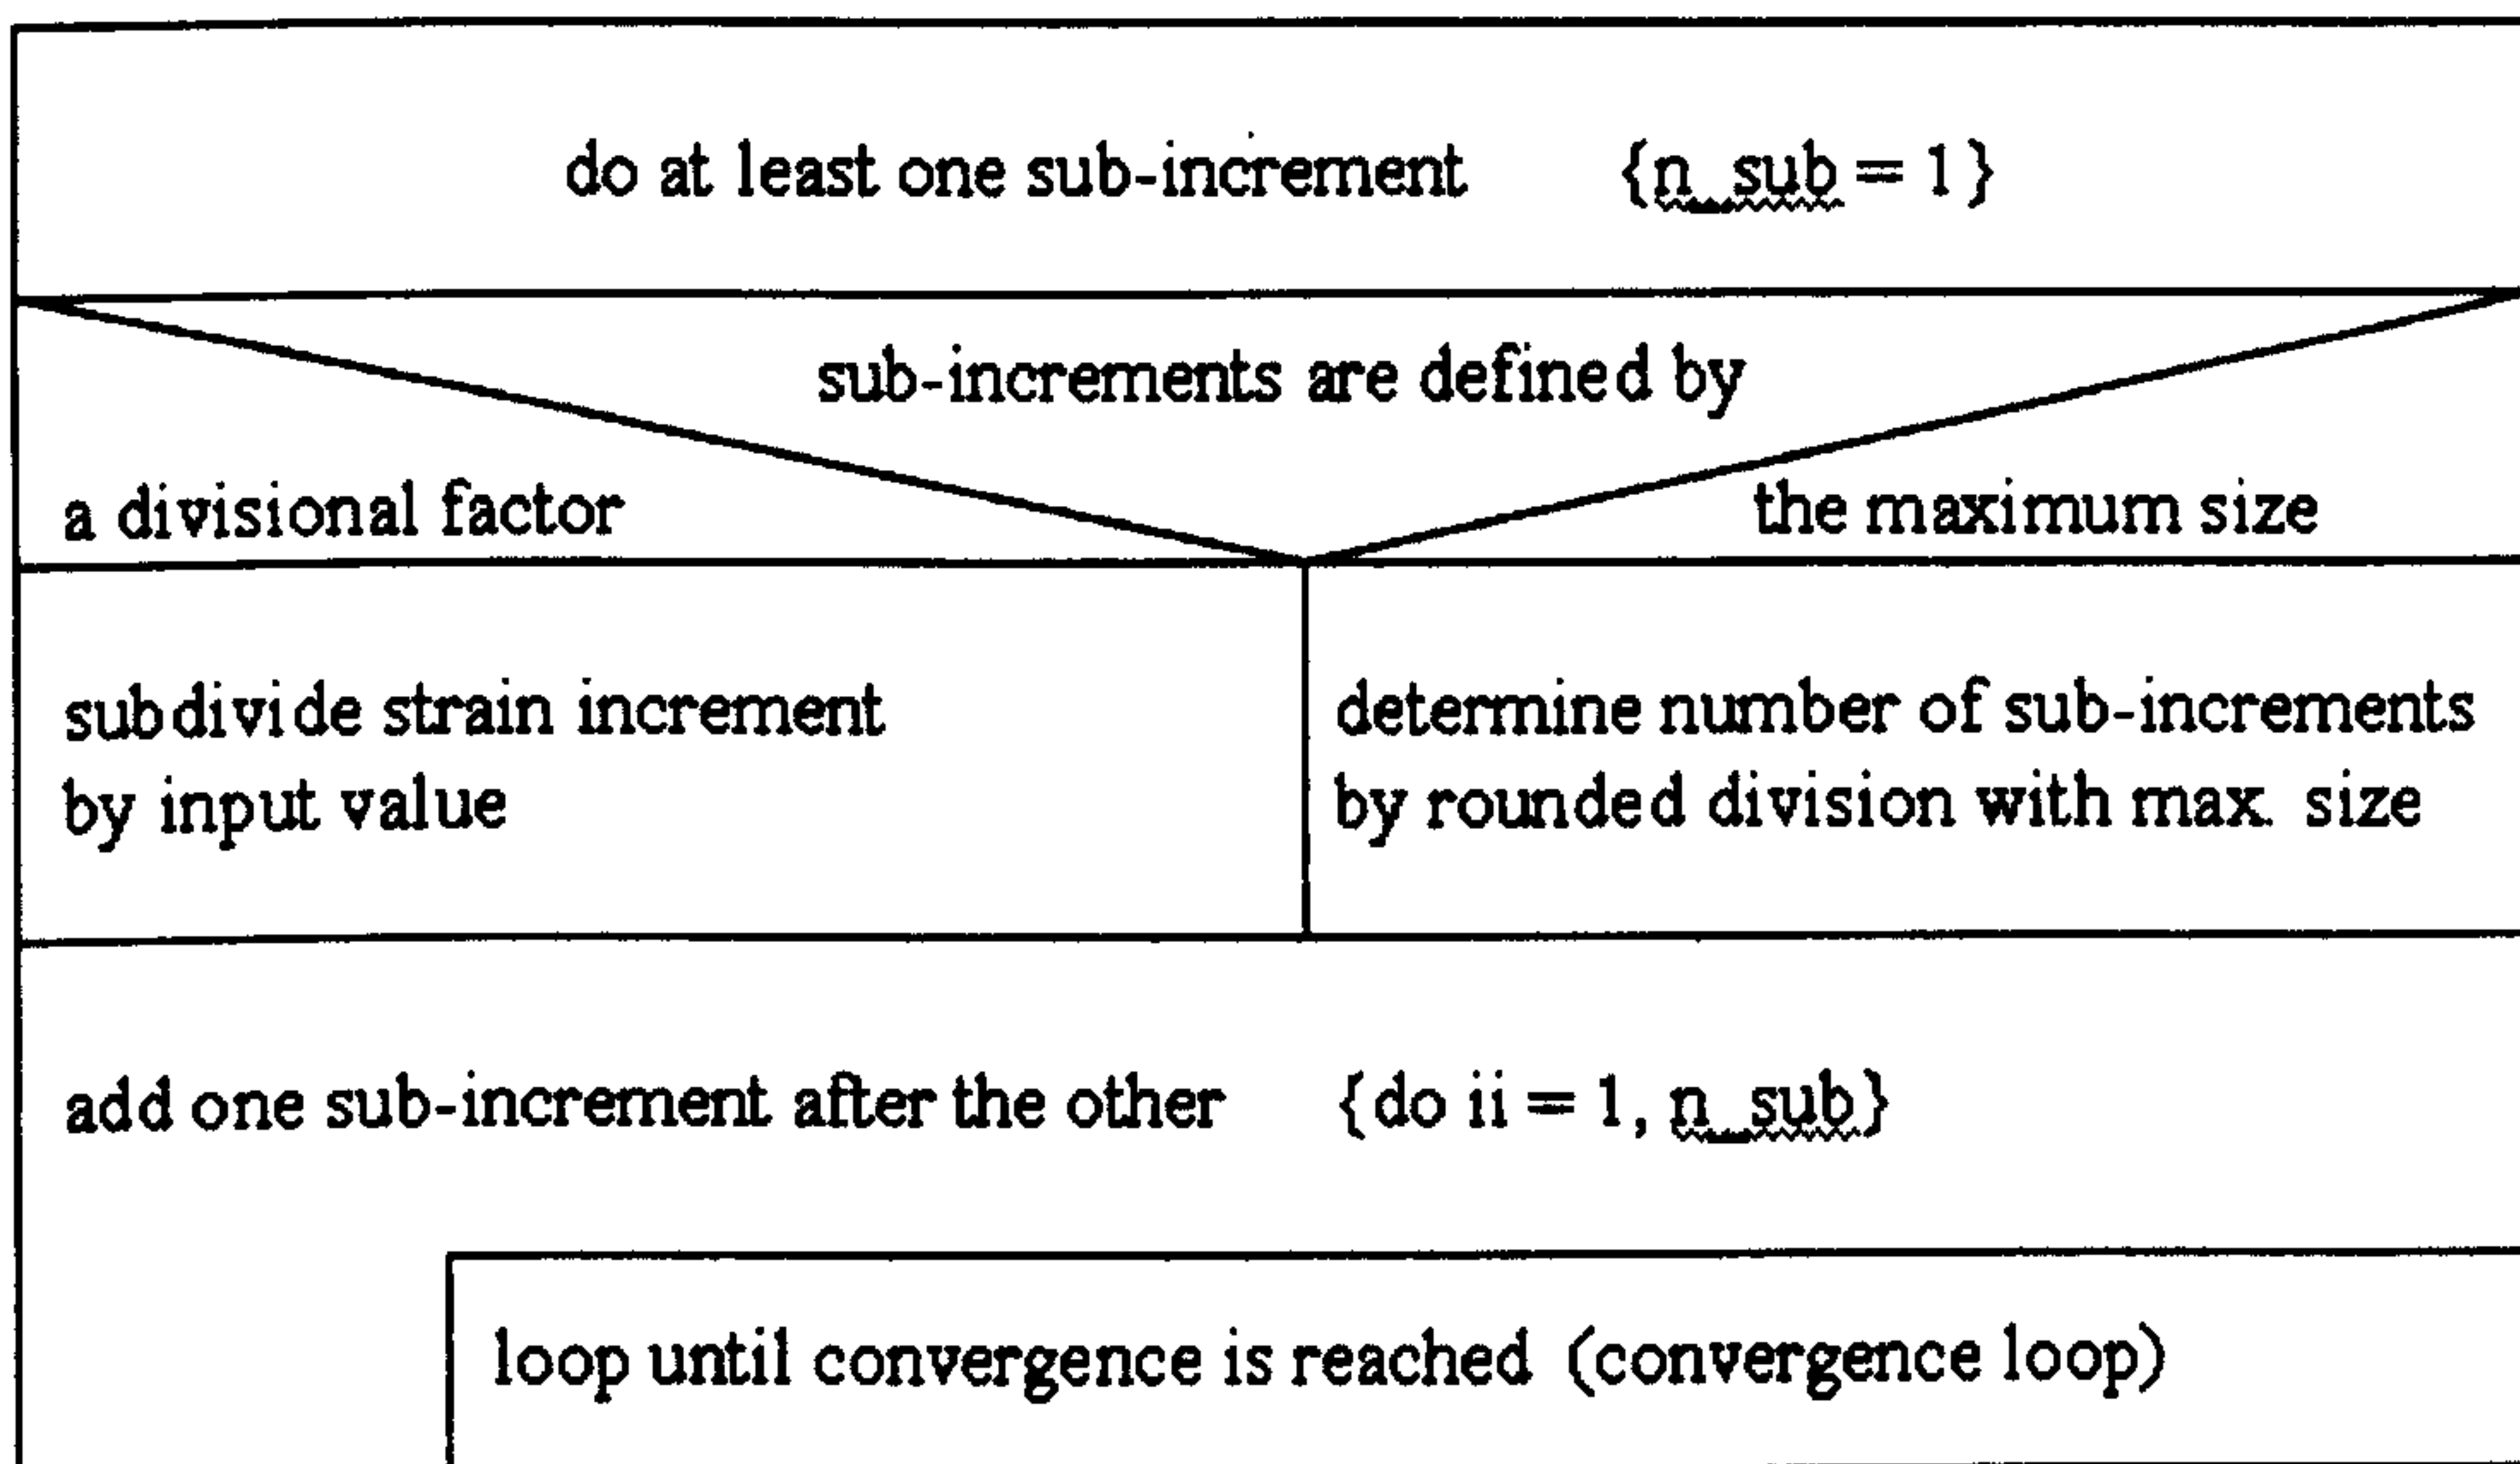 do at least one sub-increment {n_sub = 1}
sub-increments are defined by
a divisional factor
the maximum size
subdivide strain increment
by input value
determine number of sub-increments
by rounded division with max. size
add one sub-increment after the other {do ii = 1, n_sub}
loop until convergence is reached (convergence loop)